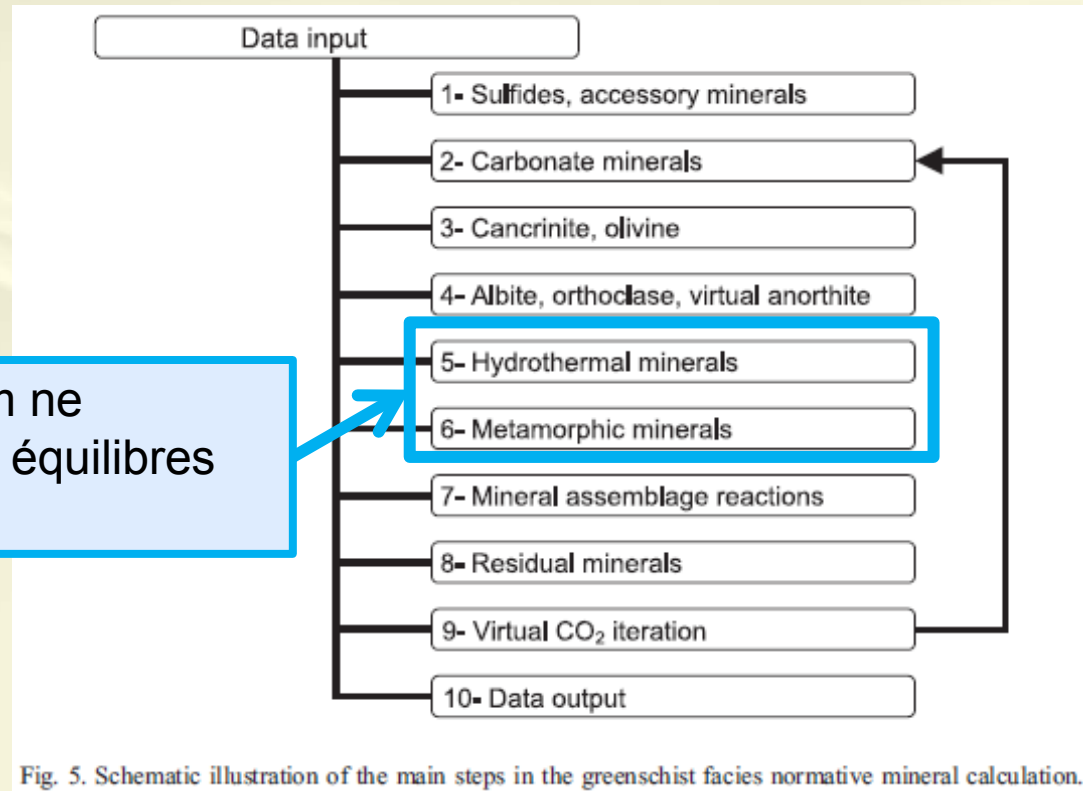 Data input
1- Sulfides, accessory minerals
2- Carbonate minerals
3- Cancrinite, olivine
4- Albite, orthoclase, virtual anorthite
5- Hydrothermal minerals
6- Metamorphic minerals
7- Mineral assemblage reactions
8- Residual minerals
9- Virtual CO₂ iteration
10- Data output
ne
équilibres
Fig. 5. Schematic illustration of the main steps in the greenschist facies normative mineral calculation.